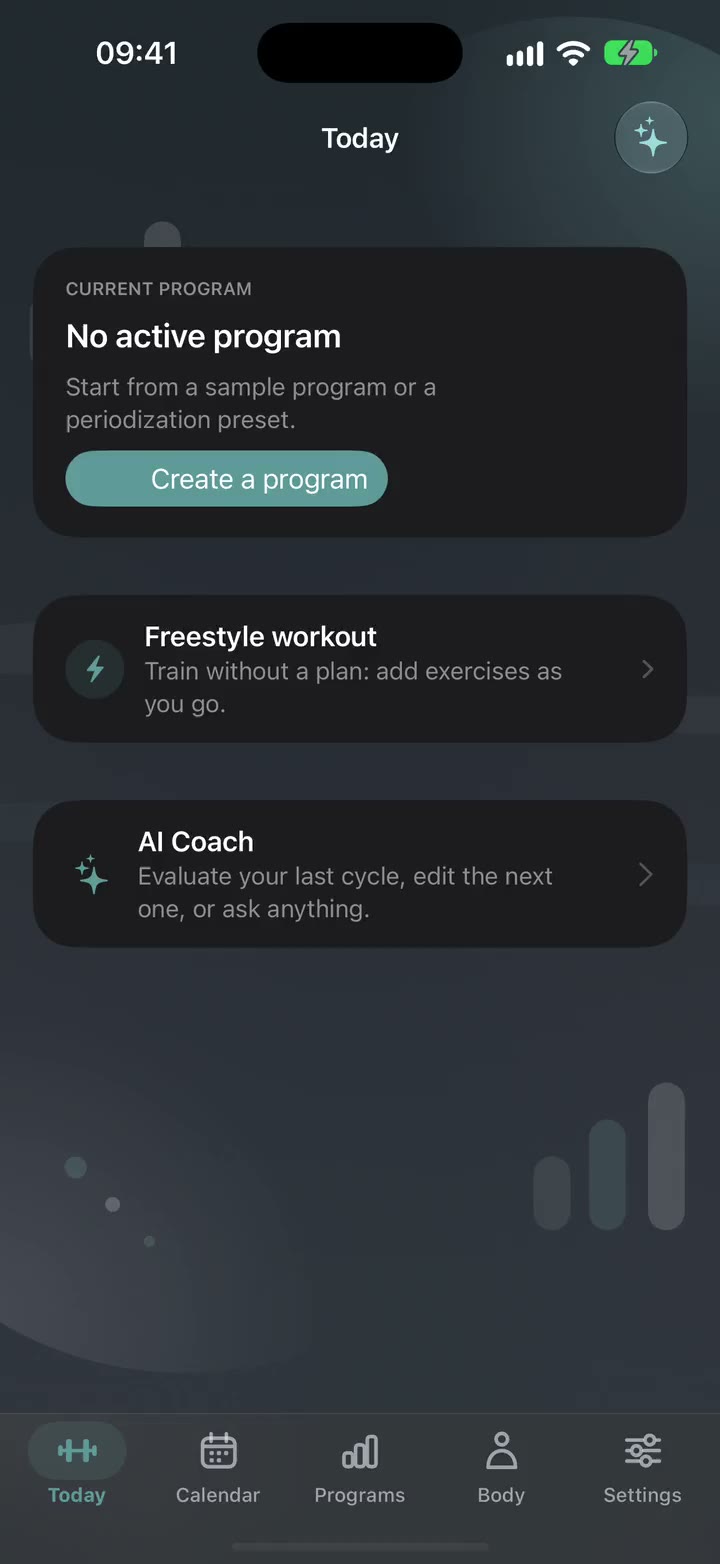 09:41
Today
CURRENT PROGRAM
No active program
Start from a sample program or a
periodization preset.
Create a program
Freestyle workout
Train without a plan: add exercises as
you go.
AI Coach
Evaluate your last cycle, edit the next
one, or ask anything.
Today
Calendar
Programs
Body
Settings